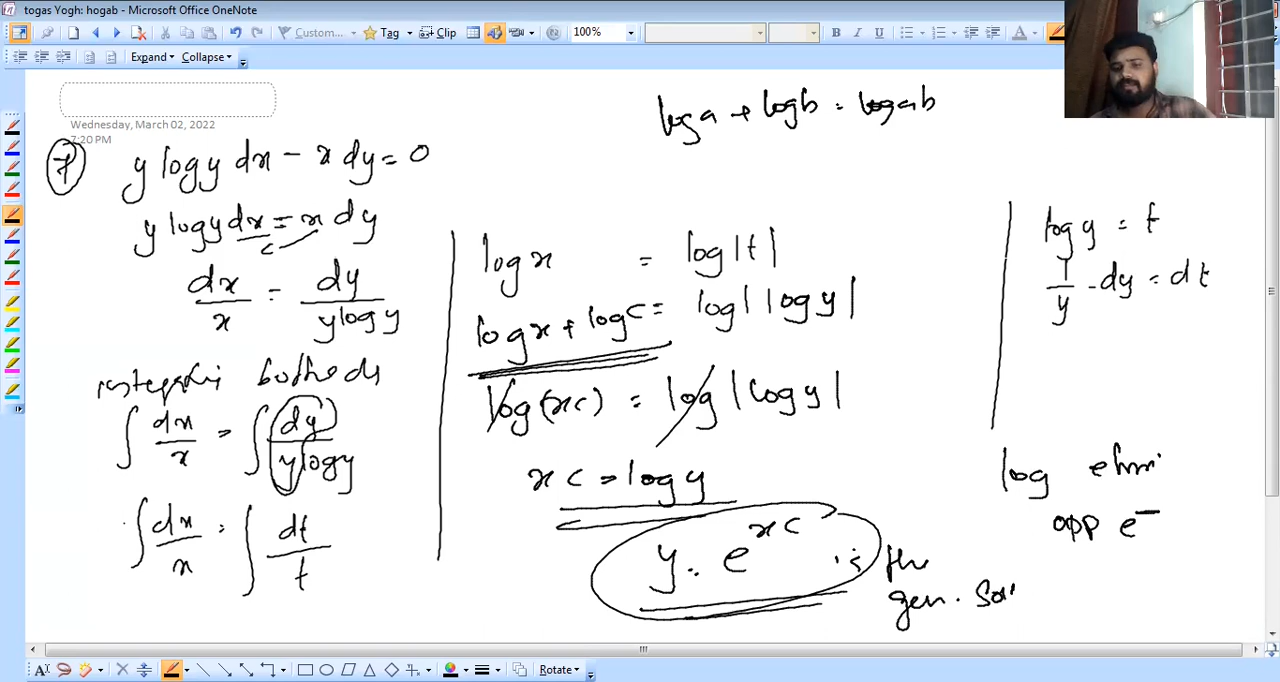 togas Yogh: hogab - Microsoft Office OneNote
100%
Custom...
Tag
Clip
B I U
A
Expand
Collapse
Wednesday, March 02, 2022
7:20 PM
log a + log b = log ab
7
y log y dx - x dy = 0
y log y dx = x dy
dx/x = dy/(y log y)
both
∫ dx/x = ∫ dy/(y log y)
∫ dx/x = ∫ dt/t
log x = log |t|
log x + log c = log | log y |
log (xc) = log | log y |
xc = log y
y = e^xc is the
gen. Sol
log y = t
1/y . dy = dt
log
opp e
A
Rotate